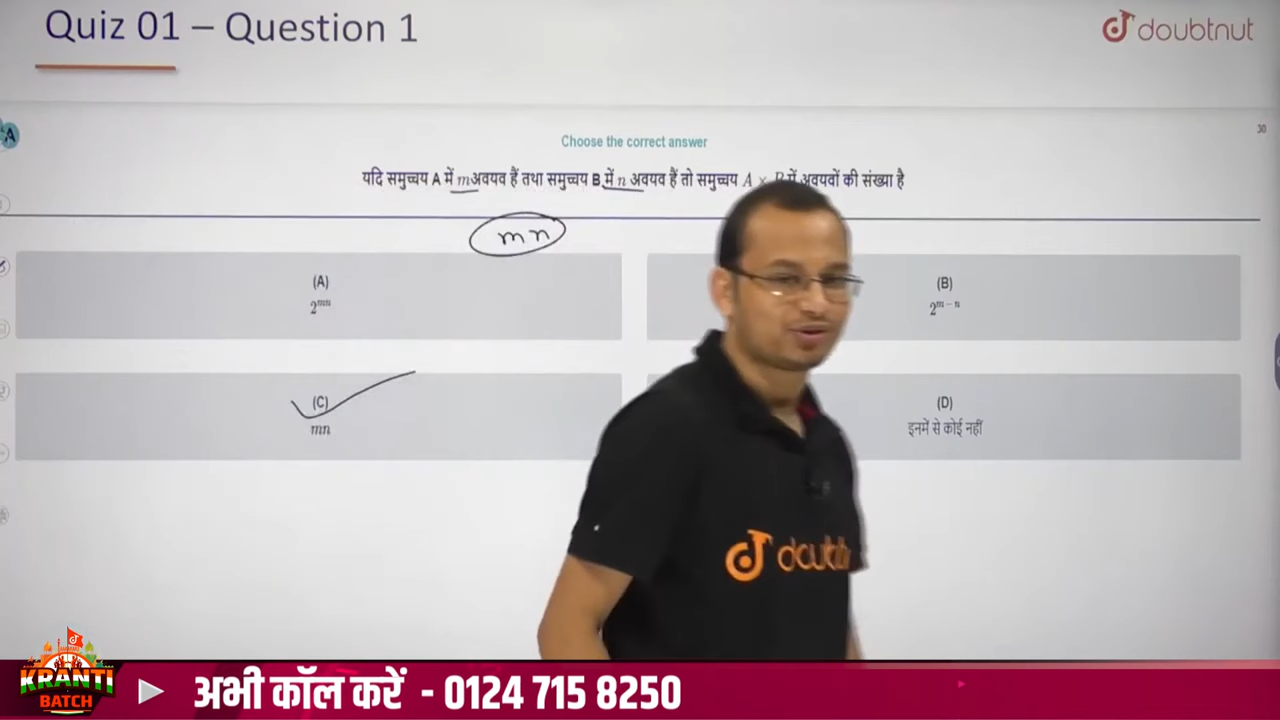 Quiz 01 – Question 1
doubtnut
A
30
Choose the correct answer
यदि समुच्चय A में m अवयव हैं तथा समुच्चय B में n अवयव हैं तो समुच्चय A × B में अवयवों की संख्या है
mn
(A)
2^{mn}
(B)
2^{m-n}
(C)
mn
(D)
इनमें से कोई नहीं
KRANTI
BATCH
अभी कॉल करें - 0124 715 8250